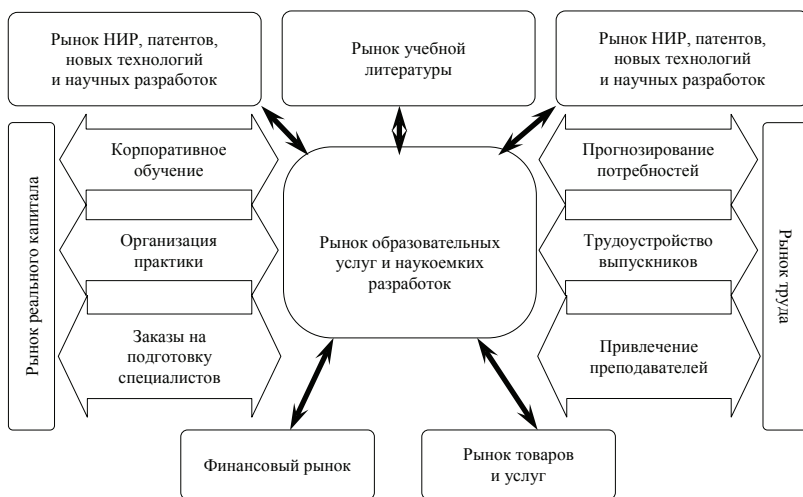 Рынок НИР, патентов,
новых технологий
и научных разработок
Рынок учебной
литературы
Рынок НИР, патентов,
новых технологий
и научных разработок
Рынок реального капитала
Корпоративное
обучение
Организация
практики
Заказы на
подготовку
специалистов
Рынок образовательных
услуг и наукоемких
разработок
Прогнозирование
потребностей
Трудоустройство
выпускников
Привлечение
преподавателей
Рынок труда
Финансовый рынок
Рынок товаров
и услуг